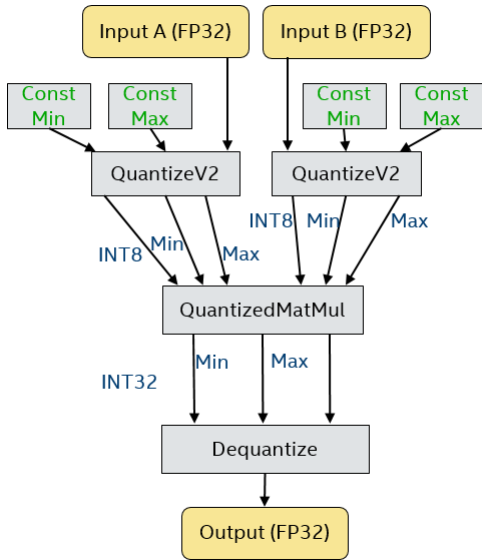 Input A (FP32)
Input B (FP32)
Const
Min
Const
Max
Const
Min
Const
Max
QuantizeV2
QuantizeV2
INT8
Min
Max
INT8
Min
Max
QuantizedMatMul
INT32
Min
Max
Dequantize
Output (FP32)